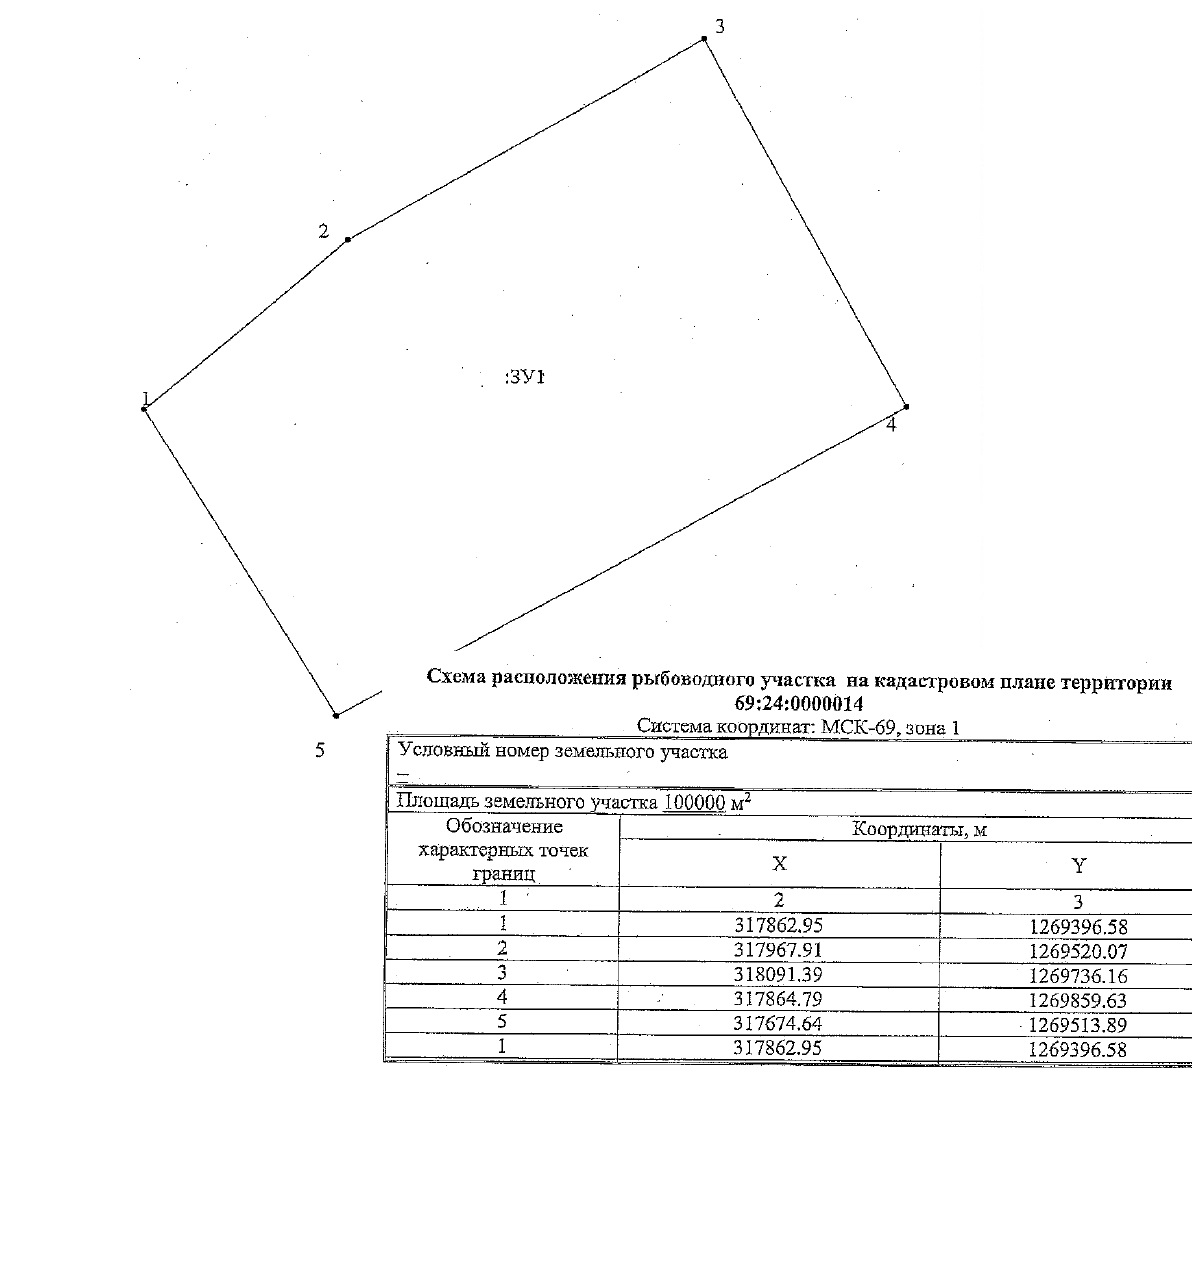 3
2
:ЗУ1
1
4
Схема расположения рыбоводного участка на кадастровом плане территории
69:24:0000014
Система координат: МСК-69, зона 1
5
Условный номер земельного участка
–
Площадь земельного участка 100000 м²
Обозначение характерных точек границ
Координаты, м
X Y
1 2 3
1 317862.95 1269396.58
2 317967.91 1269520.07
3 318091.39 1269736.16
4 317864.79 1269859.63
5 317674.64 1269513.89
1 317862.95 1269396.58